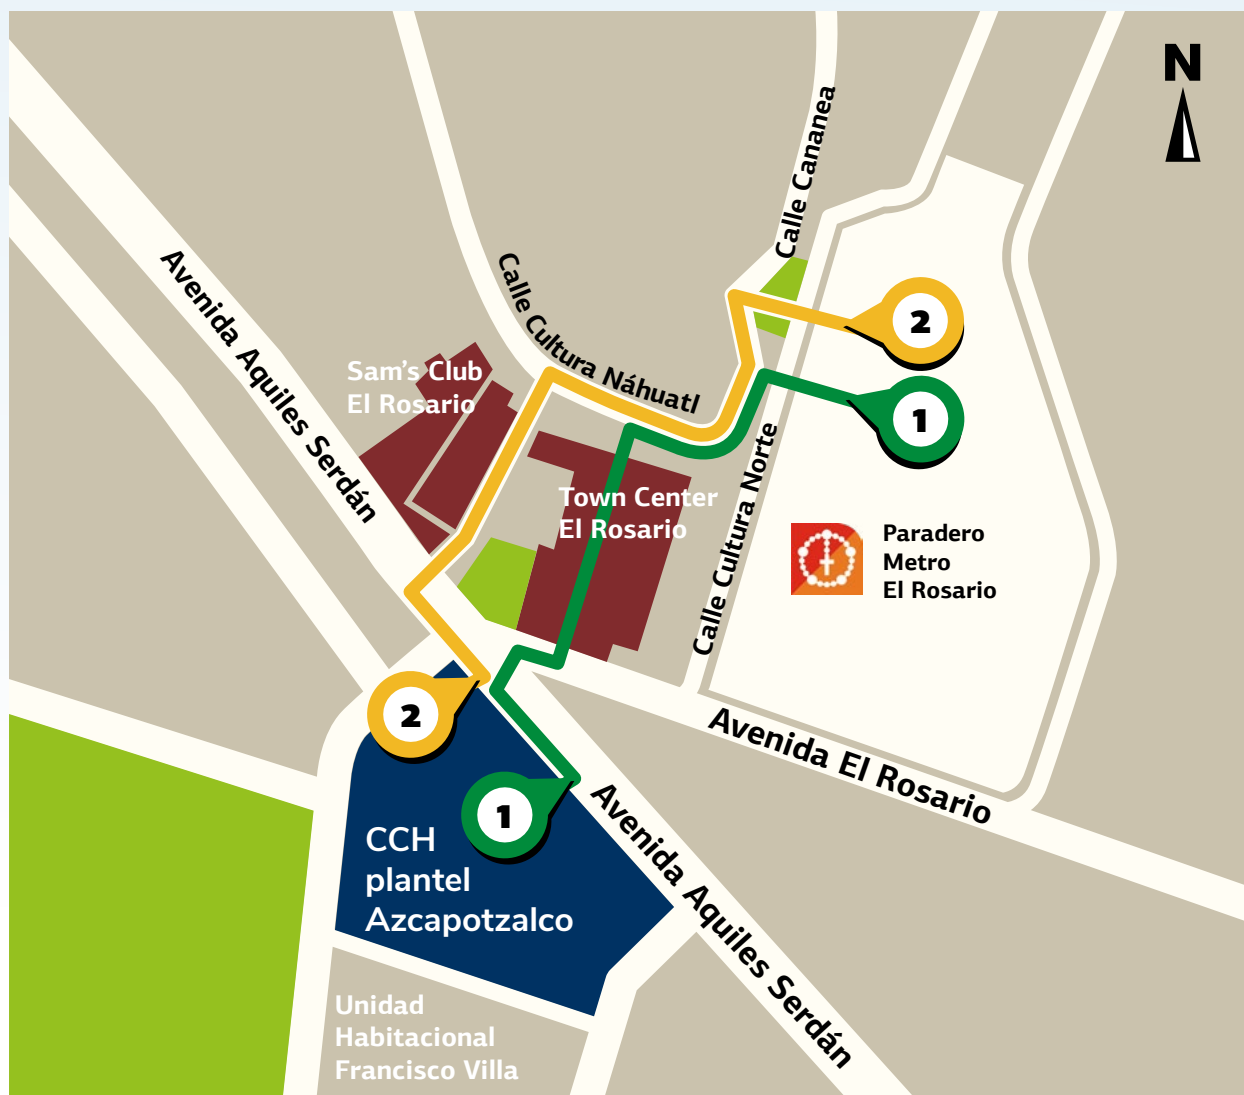 N
Calle Cananea
Avenida Aquiles Serdán
Calle Cultura Náhuatl
2
Sam's Club
El Rosario
1
Town Center
El Rosario
Calle Cultura Norte
Paradero
Metro
El Rosario
2
Avenida El Rosario
1
CCH
plantel
Azcapotzalco
Avenida Aquiles Serdán
Unidad
Habitacional
Francisco Villa